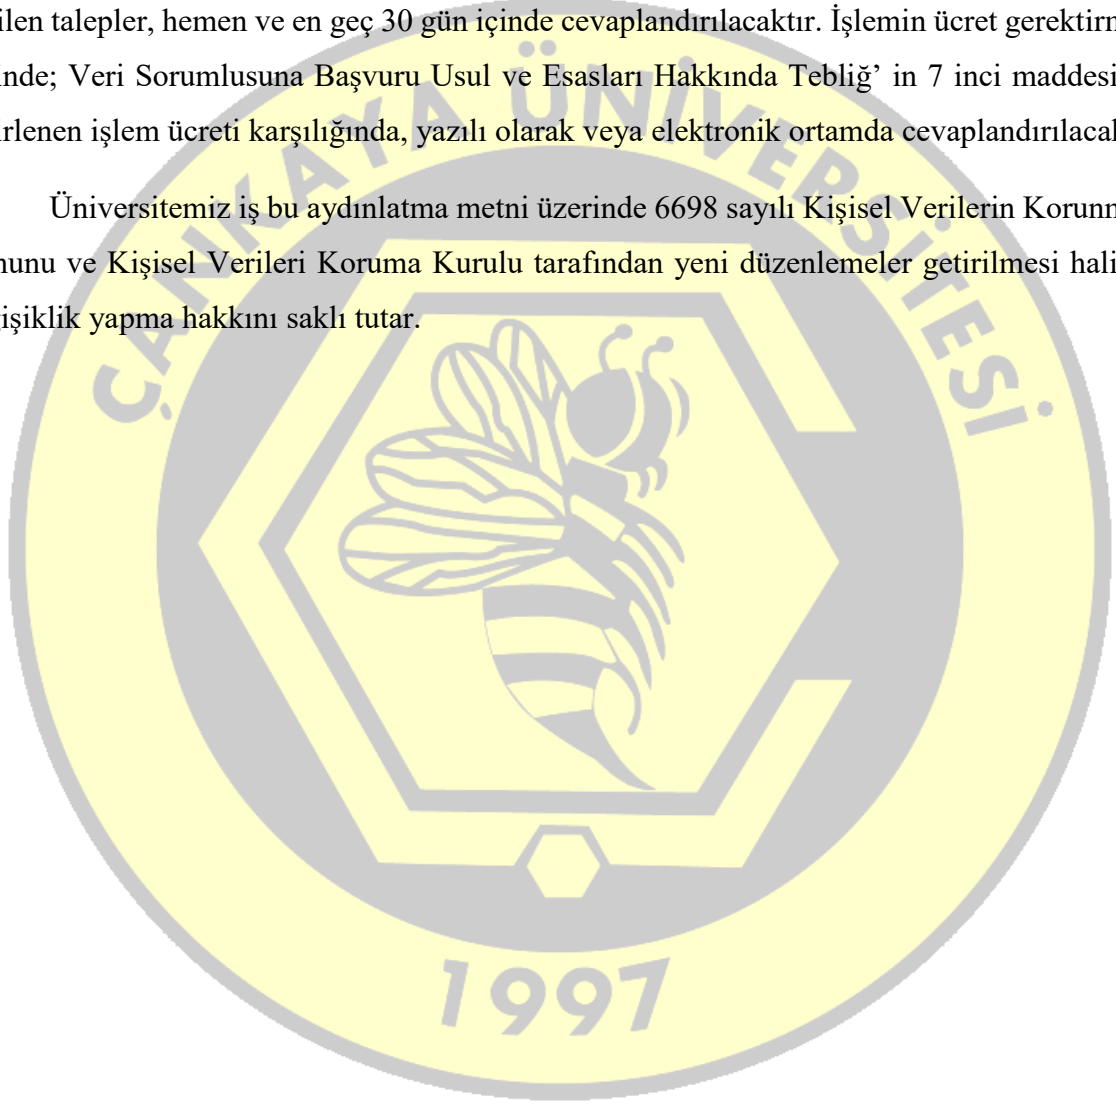 ilen talepler, hemen ve en geç 30 gün içinde cevaplandırılacaktır. İşlemin ücret gerektirm
inde; Veri Sorumlusuna Başvuru Usul ve Esasları Hakkında Tebliğ’ in 7 inci maddesi
irlenen işlem ücreti karşılığında, yazılı olarak veya elektronik ortamda cevaplandırılacak
Üniversitemiz iş bu aydınlatma metni üzerinde 6698 sayılı Kişisel Verilerin Korunm
nunu ve Kişisel Verileri Koruma Kurulu tarafından yeni düzenlemeler getirilmesi hali
ğişiklik yapma hakkını saklı tutar.
ÇANKAYA ÜNİVERSİTESİ
1997